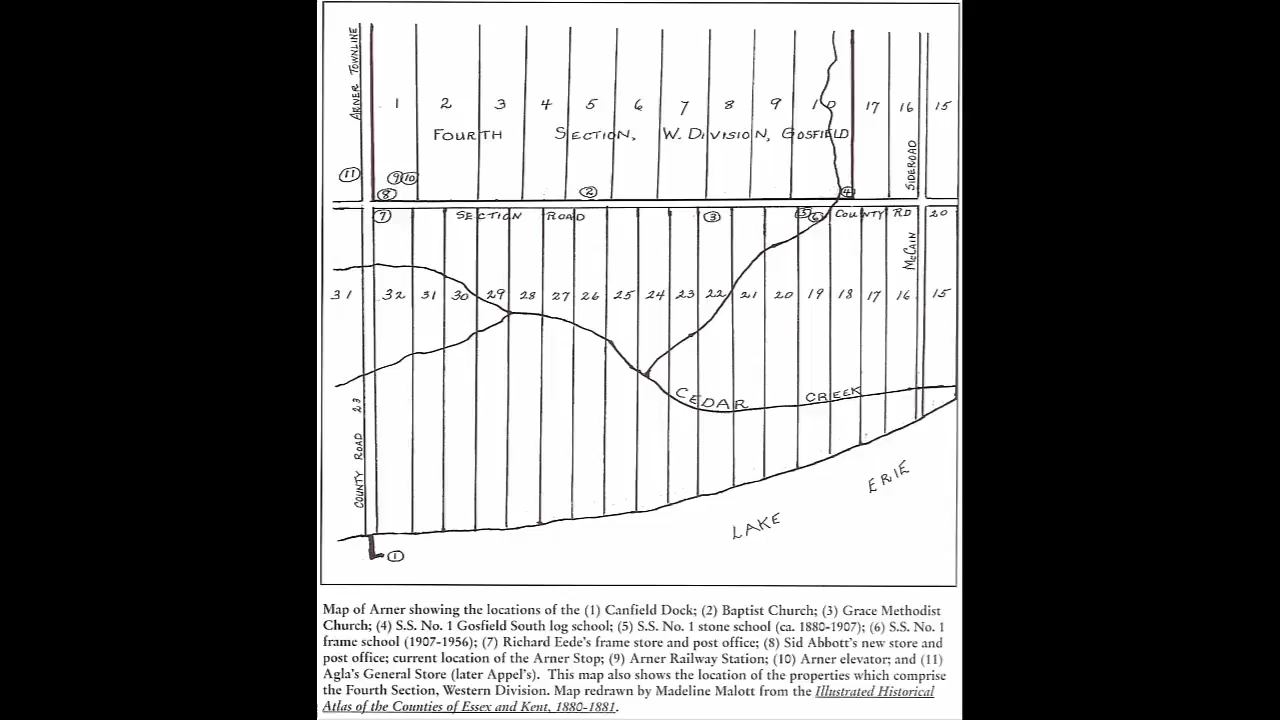 ARNER TOWNLINE
1 2 3 4 5 6 7 8 9 10 17 16 15
FOURTH SECTION, W. DIVISION, GOSFIELD
SIDEROAD
11 9 10
8 2 4
7 SECTION ROAD 3 5 6 COUNTY RD 20
McCAIN
31 32 31 30 29 28 27 26 25 24 23 22 21 20 19 18 17 16 15
CEDAR CREEK
COUNTY ROAD 23
LAKE ERIE
1
Map of Arner showing the locations of the (1) Canfield Dock; (2) Baptist Church; (3) Grace Methodist
Church; (4) S.S. No. 1 Gosfield South log school; (5) S.S. No. 1 stone school (ca. 1880-1907); (6) S.S. No. 1
frame school (1907-1956); (7) Richard Eede's frame store and post office; (8) Sid Abbott's new store and
post office; current location of the Arner Stop; (9) Arner Railway Station; (10) Arner elevator; and (11)
Agla's General Store (later Appel's). This map also shows the location of the properties which comprise
the Fourth Section, Western Division. Map redrawn by Madeline Malott from the Illustrated Historical
Atlas of the Counties of Essex and Kent, 1880-1881.